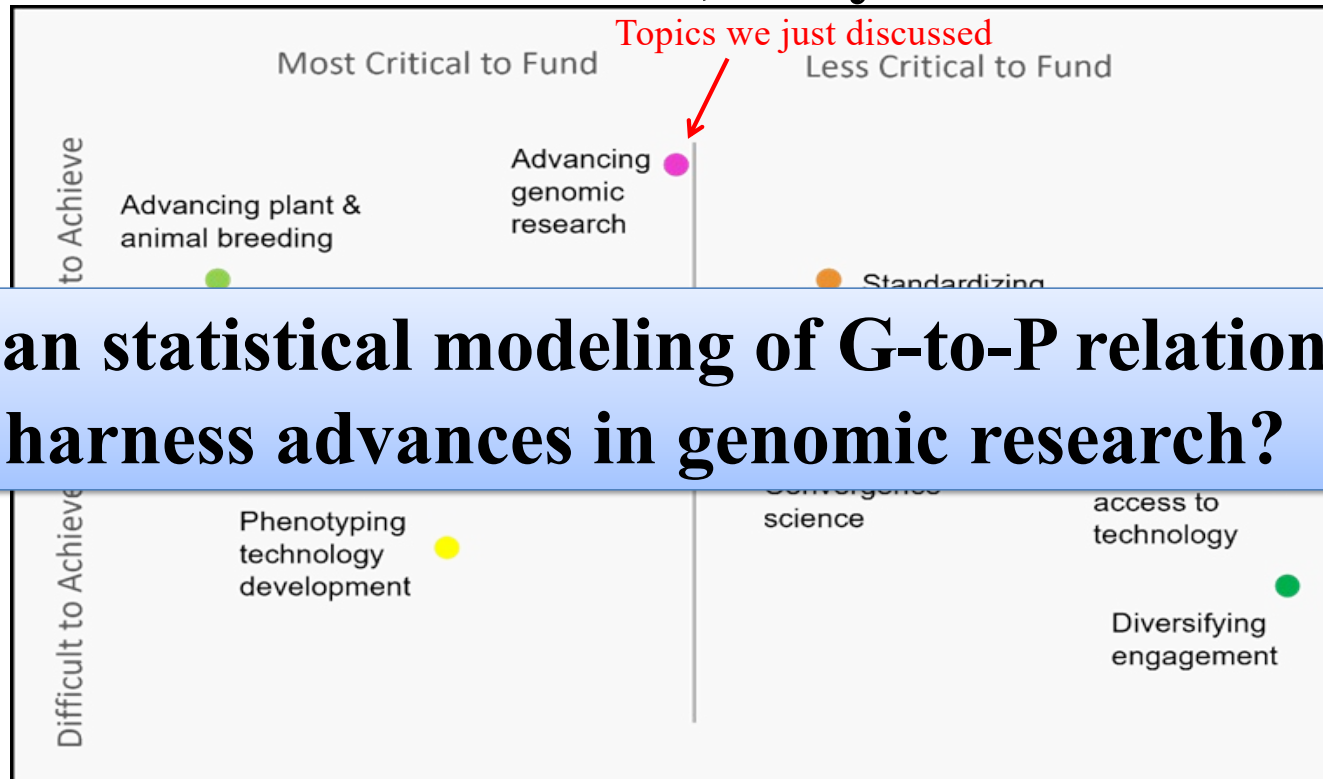 Topics we just discussed
Most Critical to Fund
Less Critical to Fund
to Achieve
Advancing
genomic
research
Advancing plant &
animal breeding
Standardizing
an statistical modeling of G-to-P relation
harness advances in genomic research?
Convergence
science
access to
technology
Phenotyping
technology
development
Difficult to Achieve
Diversifying
engagement